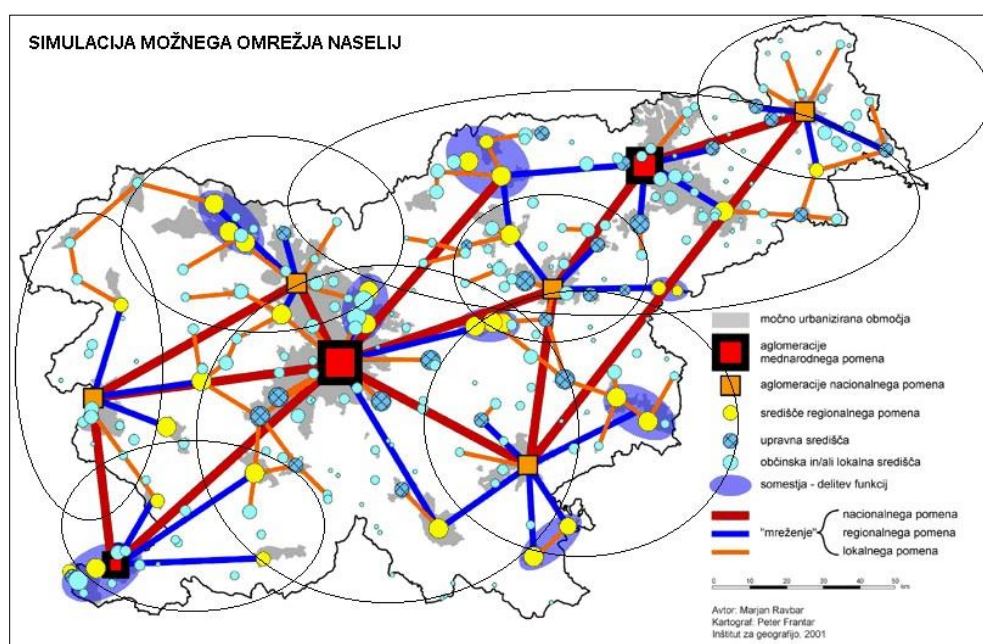 SIMULACIJA MOŽNEGA OMREŽJA NASELIJ
močno urbanizirana območja
aglomeracije
mednarodnega pomena
aglomeracije nacionalnega pomena
središče regionalnega pomena
upravna središča
občinska in/ali lokalna središča
somestja - delitev funkcij
nacionalnega pomena
"mreženje" regionalnega pomena
lokalnega pomena
0 10 20 30 40 50
km
Avtor: Marjan Ravbar
Kartograf: Peter Frantar
Inštitut za geografijo, 2001